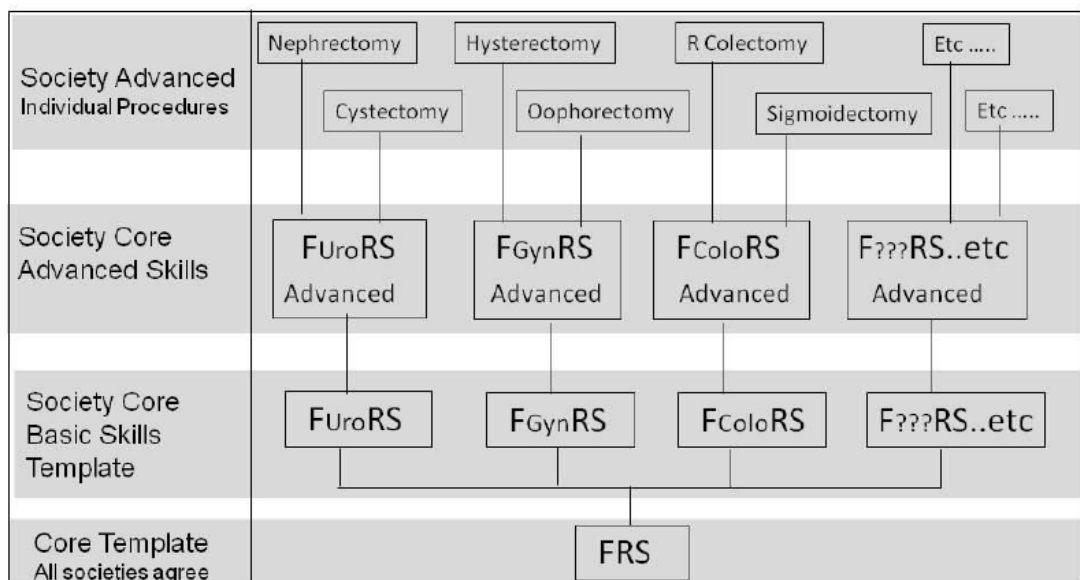 Nephrectomy Hysterectomy R Colectomy Etc .....
Society Advanced
Individual Procedures
Cystectomy Oophorectomy Sigmoidectomy Etc .....
Society Core
Advanced Skills
FUroRS FGynRS FColoRS F???RS..etc
Advanced Advanced Advanced Advanced
Society Core
Basic Skills
Template
FUroRS FGynRS FColoRS F???RS..etc
Core Template
All societies agree
FRS